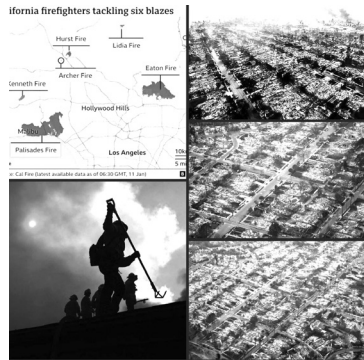 ifornia firefighters tackling six blazes
Hurst Fire
Lidia Fire
Archer Fire
Eaton Fire
Kenneth Fire
Hollywood Hills
Malibu
Los Angeles
Palisades Fire
10k
5 m
e: Cal Fire (latest available data as of 06:30 GMT, 11 Jan)
B